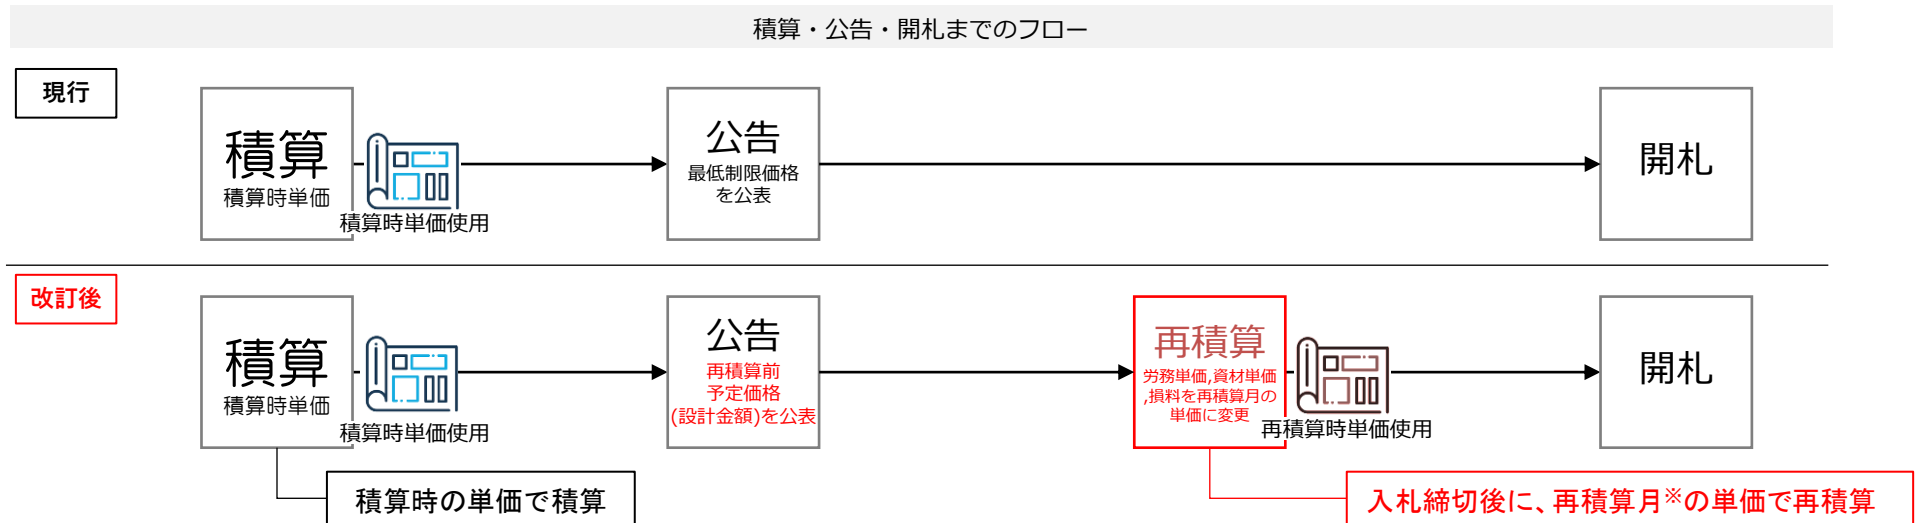 積算・公告・開札までのフロー
現行
積算
積算時単価
積算時単価使用
公告
最低制限価格
を公表
開札
改訂後
積算
積算時単価
積算時単価使用
公告
再積算前
予定価格
(設計金額)を公表
再積算
労務単価,資材単価
,損料を再積算月の
単価に変更
再積算時単価使用
開札
積算時の単価で積算
入札締切後に、再積算月※の単価で再積算